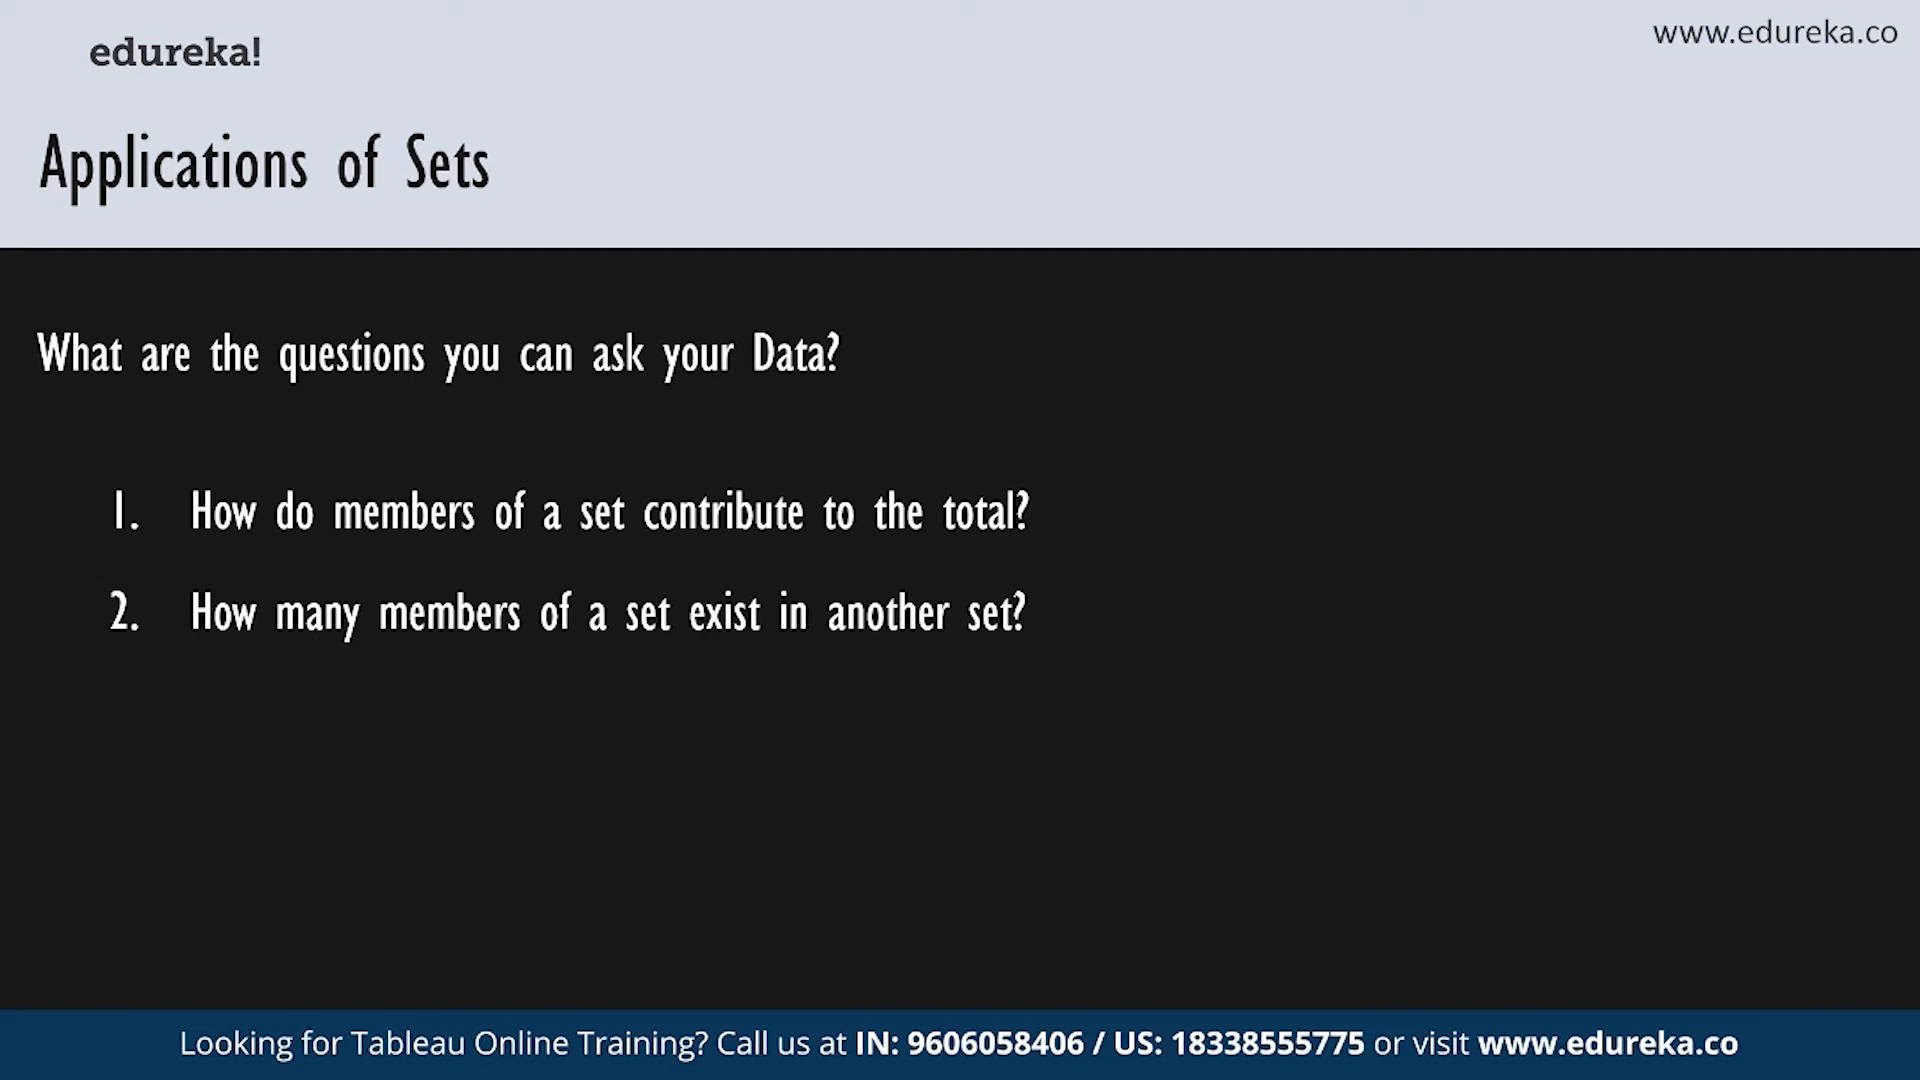 edureka!
www.edureka.co
Applications of Sets
What are the questions you can ask your Data?
1. How do members of a set contribute to the total?
2. How many members of a set exist in another set?
Looking for Tableau Online Training? Call us at IN: 9606058406 / US: 18338555775 or visit www.edureka.co